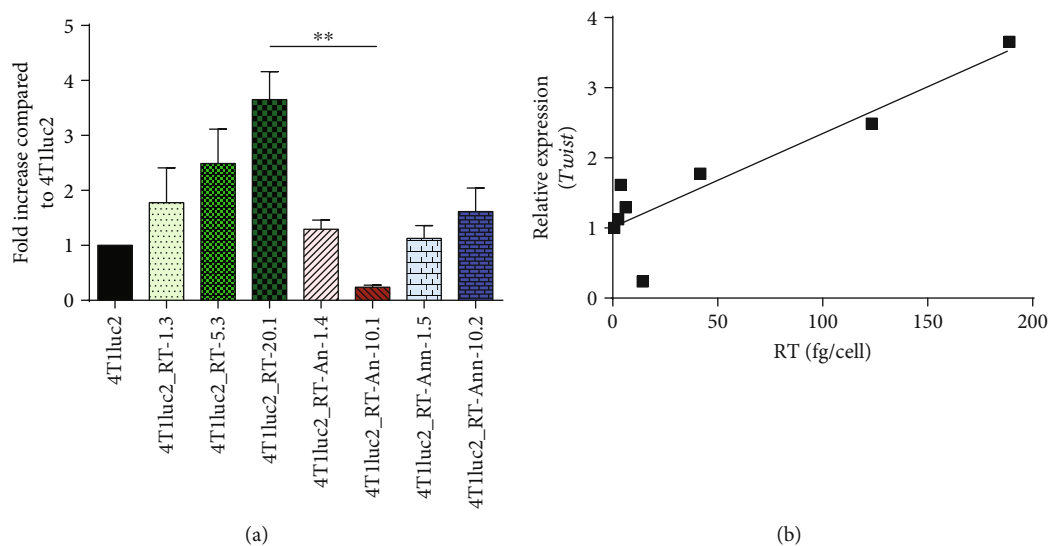 Fold increase compared
to 4T1luc2
5
4
3
2
1
0
**
4T1luc2
4T1luc2_RT-1.3
4T1luc2_RT-5.3
4T1luc2_RT-20.1
4T1luc2_RT-An-1.4
4T1luc2_RT-An-10.1
4T1luc2_RT-Ann-1.5
4T1luc2_RT-Ann-10.2
(a)
Relative expression
(Twist)
4
3
2
1
0
0
50
100
150
200
RT (fg/cell)
(b)